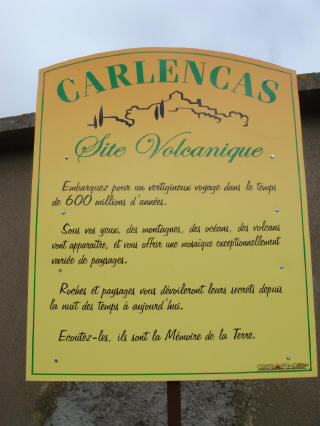 CARLENCAS
Site Volcanique
Embarquez pour un vertigineux voyage dans le temps
de 600 millions d'années.
Sous vos yeux, des montagnes, des océans, des volcans
vont apparaître, et vous offrir une mosaïque exceptionnellement
variée de paysages.
Roches et paysages vous dévoileront leurs secrets depuis
la nuit des temps à aujourd'hui.
Ecoutez-les, ils sont la Mémoire de la Terre.